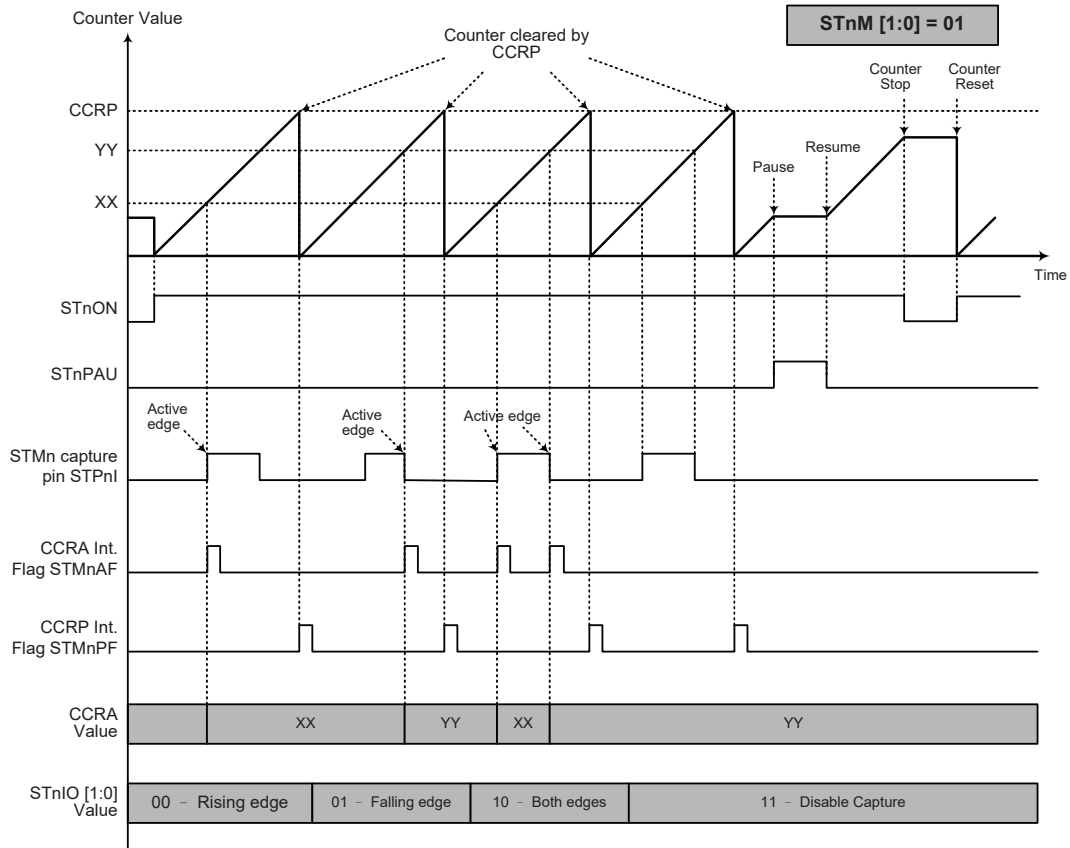 Counter Value
STnM [1:0] = 01
Counter cleared by
CCRP
Counter
Stop
Counter
Reset
CCRP
YY
Resume
Pause
XX
Time
STnON
STnPAU
Active
edge
Active
edge
Active edge
STMn capture
pin STPnI
CCRA Int.
Flag STMnAF
CCRP Int.
Flag STMnPF
CCRA
Value
XX
YY
XX
YY
STnIO [1:0]
Value
00 – Rising edge
01 – Falling edge
10 – Both edges
11 – Disable Capture